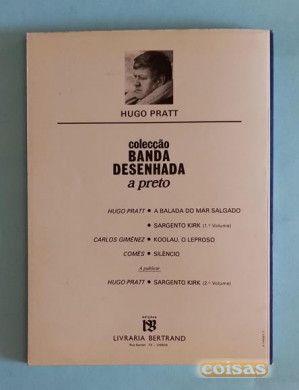 HUGO PRATT
colecção
BANDA
DESENHADA
a preto
HUGO PRATT • A BALADA DO MAR SALGADO
• SARGENTO KIRK (1.º Volume)
CARLOS GIMÉNEZ • KOOLAU, O LEPROSO
COMÈS • SILÊNCIO
A publicar
HUGO PRATT • SARGENTO KIRK (2.º Volume)
LIVRARIA BERTRAND
coisas